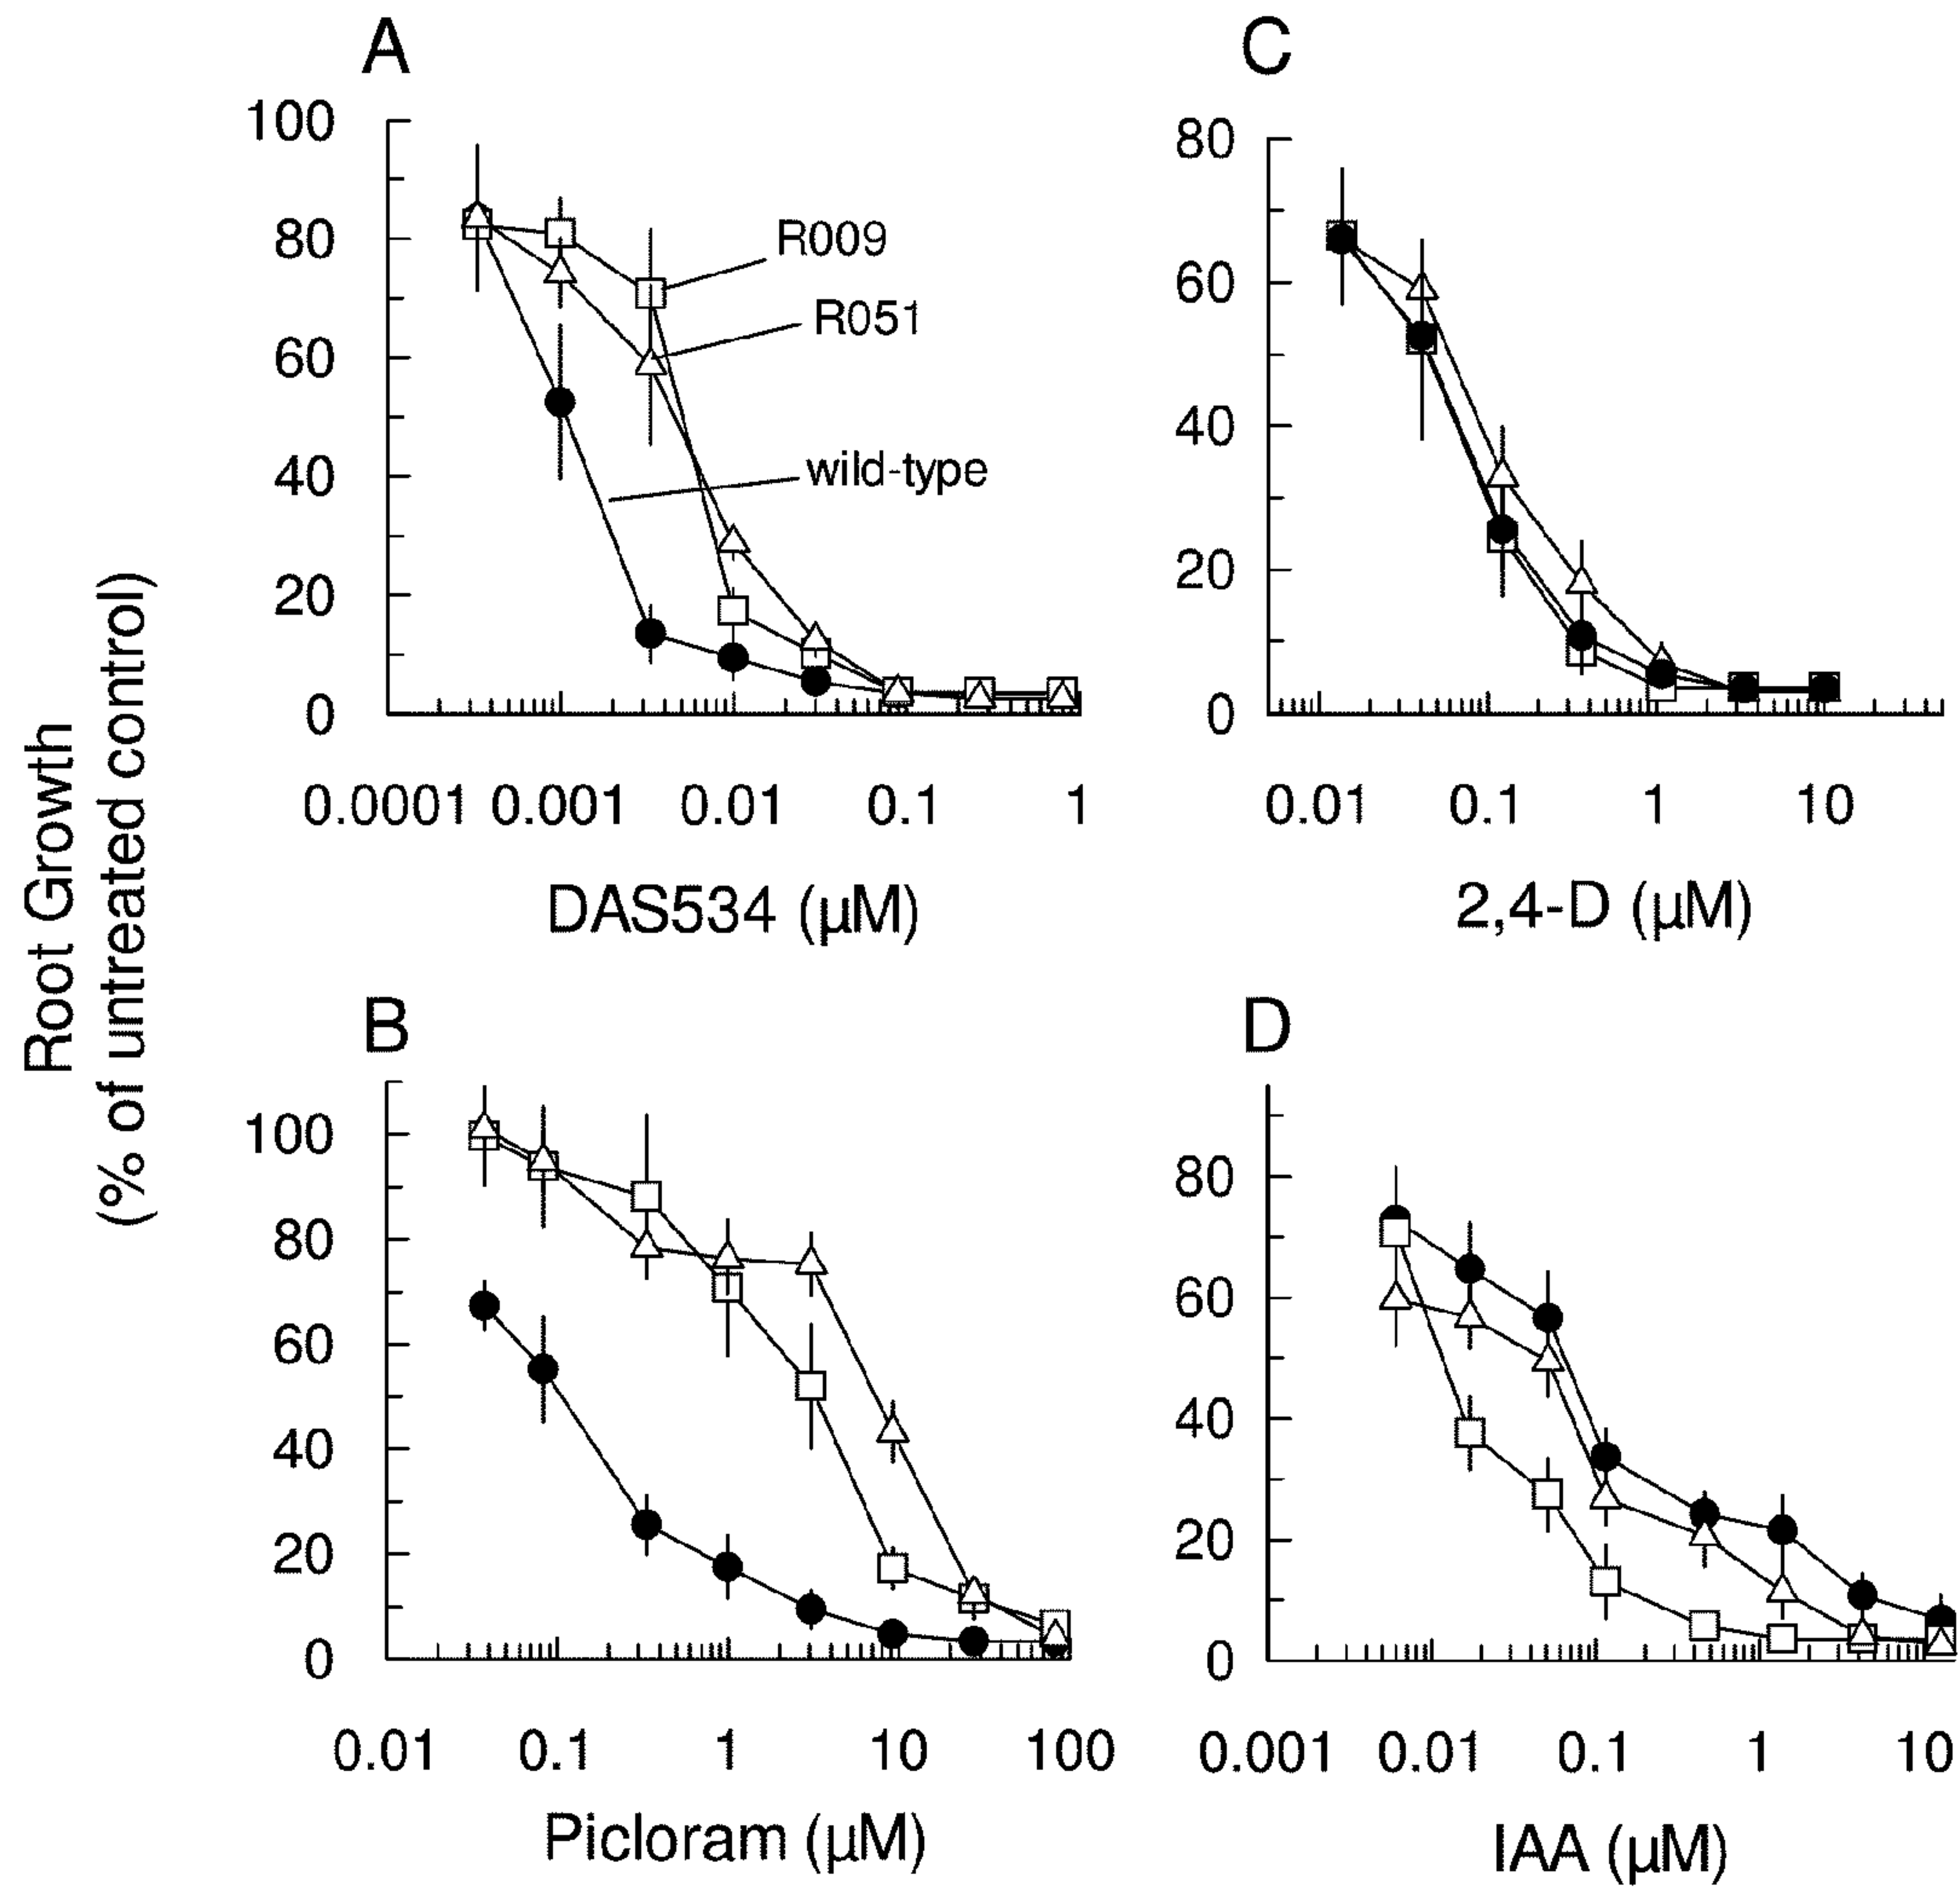 Root Growth
(% of untreated control)
A
100
80
60
40
20
0
R009
R051
wild-type
0.0001 0.001 0.01 0.1 1
DAS534 (µM)
C
80
60
40
20
0
0.01 0.1 1 10
2,4-D (µM)
B
100
80
60
40
20
0
0.01 0.1 1 10 100
Picloram (µM)
D
80
60
40
20
0
0.001 0.01 0.1 1 10
IAA (µM)